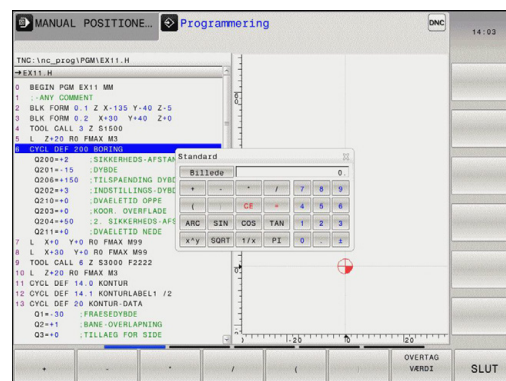 MANUAL POSITIONE... Programmering DNC
14:03
TNC:\nc_prog\PGM\EX11.H
→EX11.H
0 BEGIN PGM EX11 MM
1 ;-ANY COMMENT
2 BLK FORM 0.1 Z X-135 Y-40 Z-5
3 BLK FORM 0.2 X+30 Y+40 Z+0
4 TOOL CALL 3 Z S1500
5 L Z+20 R0 FMAX M3
6 CYCL DEF 200 BORING
Q200=+2 ;SIKKERHEDS-AFSTAN
Q201=-15 ;DYBDE
Q206=+150 ;TILSPAENDING DYBD
Q202=+3 ;INDSTILLINGS-DYBD
Q210=+0 ;DVAELETID OPPE
Q203=+0 ;KOOR. OVERFLADE
Q204=+50 ;2. SIKKERHEDS-AFS
Q211=+0 ;DVAELETID NEDE
7 L X+0 Y+0 R0 FMAX M99
8 L X+30 Y+0 R0 FMAX M99
9 TOOL CALL 6 Z S3000 F2222
10 L Z+20 R0 FMAX M3
11 CYCL DEF 14.0 KONTUR
12 CYCL DEF 14.1 KONTURLABEL1 /2
13 CYCL DEF 20 KONTUR-DATA
Q1=-30 ;FRAESEDYBDE
Q2=+1 ;BANE-OVERLAPNING
Q3=+0 ;TILLAEG FOR SIDE
Standard
Billede 0.
+ - * / 7 8 9
( ) CE = 4 5 6
ARC SIN COS TAN 1 2 3
x^y SQRT 1/x PI 0 . ±
-20 0 20
+ - * / ( ) OVERTAG VÆRDI SLUT